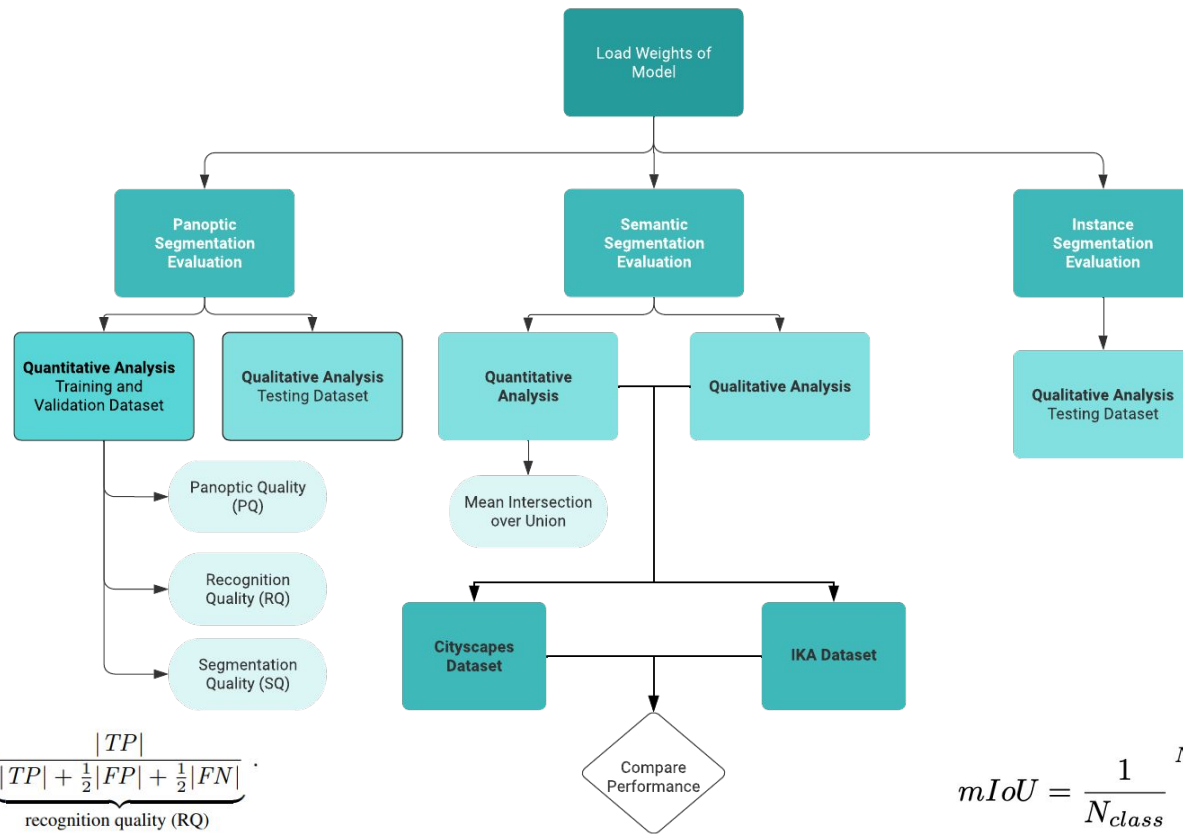 Load Weights of
Model
Panoptic
Segmentation
Evaluation
Semantic
Segmentation
Evaluation
Instance
Segmentation
Evaluation
Quantitative Analysis
Training and
Validation Dataset
Qualitative Analysis
Testing Dataset
Quantitative
Analysis
Qualitative Analysis
Qualitative Analysis
Testing Dataset
Panoptic Quality
(PQ)
Recognition
Quality (RQ)
Segmentation
Quality (SQ)
Mean Intersection
over Union
Cityscapes
Dataset
IKA Dataset
Compare
Performance
|TP|
|TP| + 1/2|FP| + 1/2|FN| .
recognition quality (RQ)
mIoU = 1/N_class N